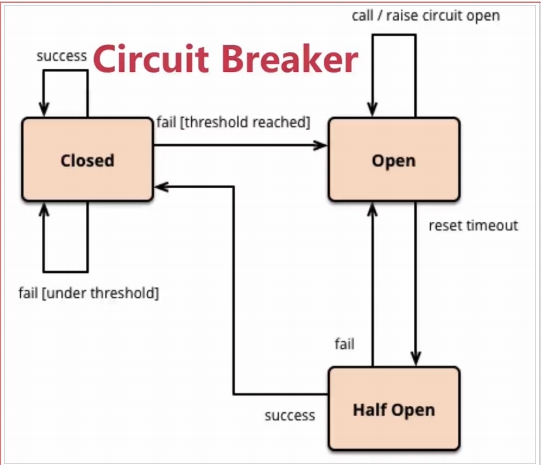 call / raise circuit open
success
Circuit Breaker
fail [threshold reached]
Closed
Open
reset timeout
fail [under threshold]
fail
Half Open
success